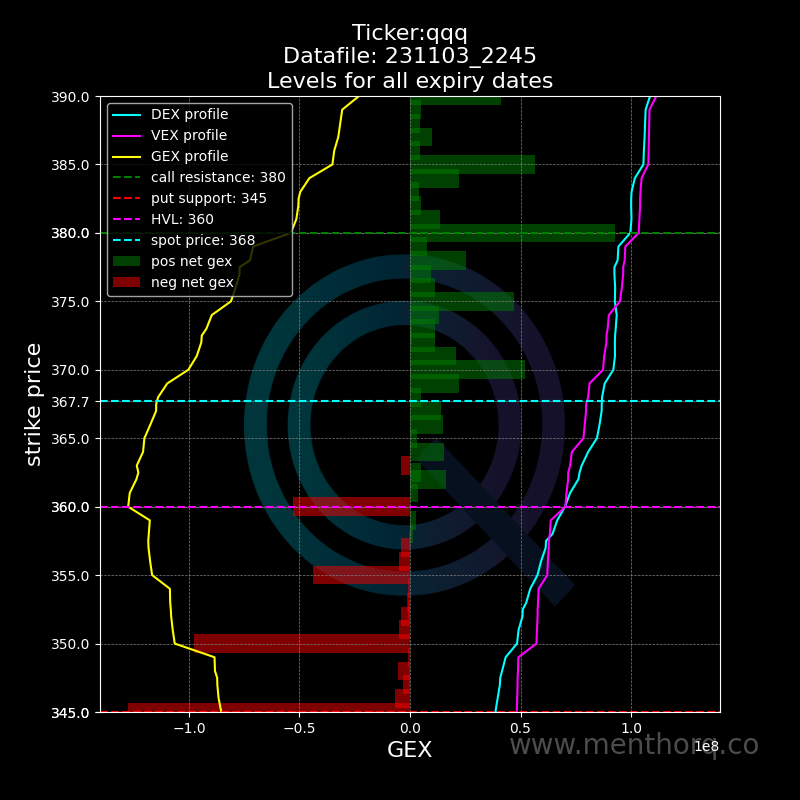 Ticker:qqq
Datafile: 231103_2245
Levels for all expiry dates
DEX profile
VEX profile
GEX profile
call resistance: 380
put support: 345
HVL: 360
spot price: 368
pos net gex
neg net gex
390.0
385.0
380.0
375.0
370.0
367.7
365.0
360.0
355.0
350.0
345.0
strike price
−1.0
−0.5
0.0
0.5
1.0
1e8
GEX
www.menthorq.com